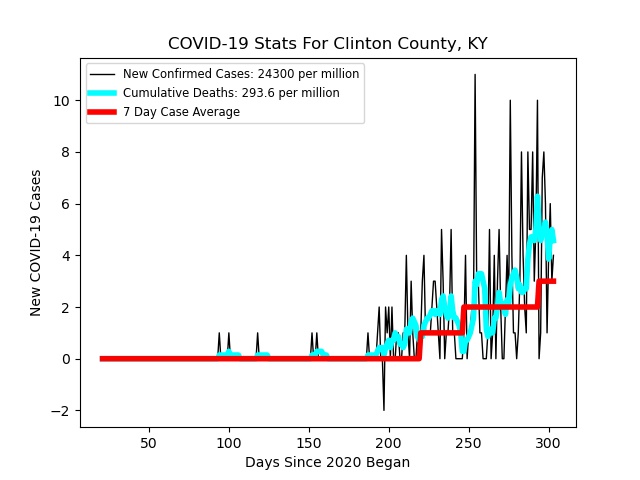 COVID-19 Stats For Clinton County, KY
New Confirmed Cases: 24300 per million
Cumulative Deaths: 293.6 per million
7 Day Case Average
New COVID-19 Cases
10
8
6
4
2
0
−2
50 100 150 200 250 300
Days Since 2020 Began